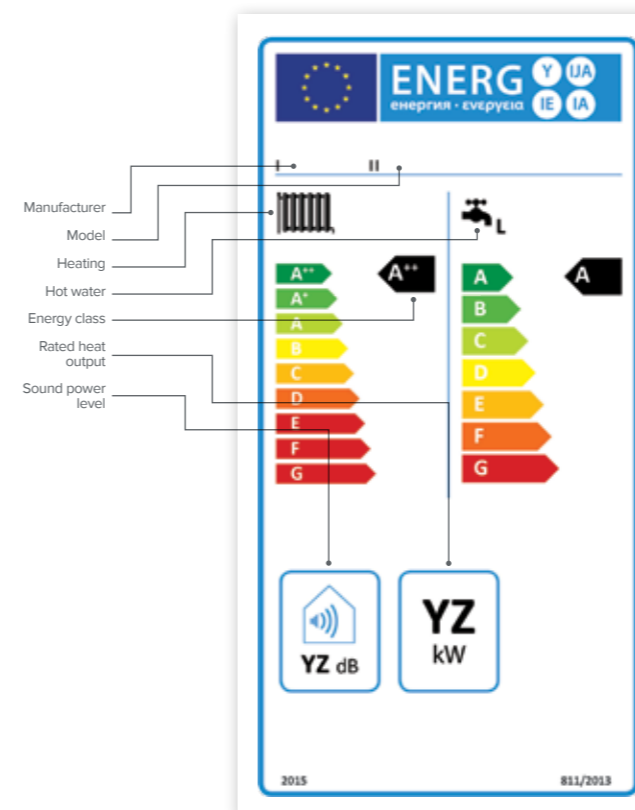 ENERG Y IJA
енергия · ενεργεια IE IA
I II
Manufacturer
Model
Heating
Hot water
Energy class
Rated heat
output
Sound power
level
L
A++ A++ A A
A+ B
A C
B D
C E
D F
E G
F
G
YZ dB
YZ
kW
2015 811/2013